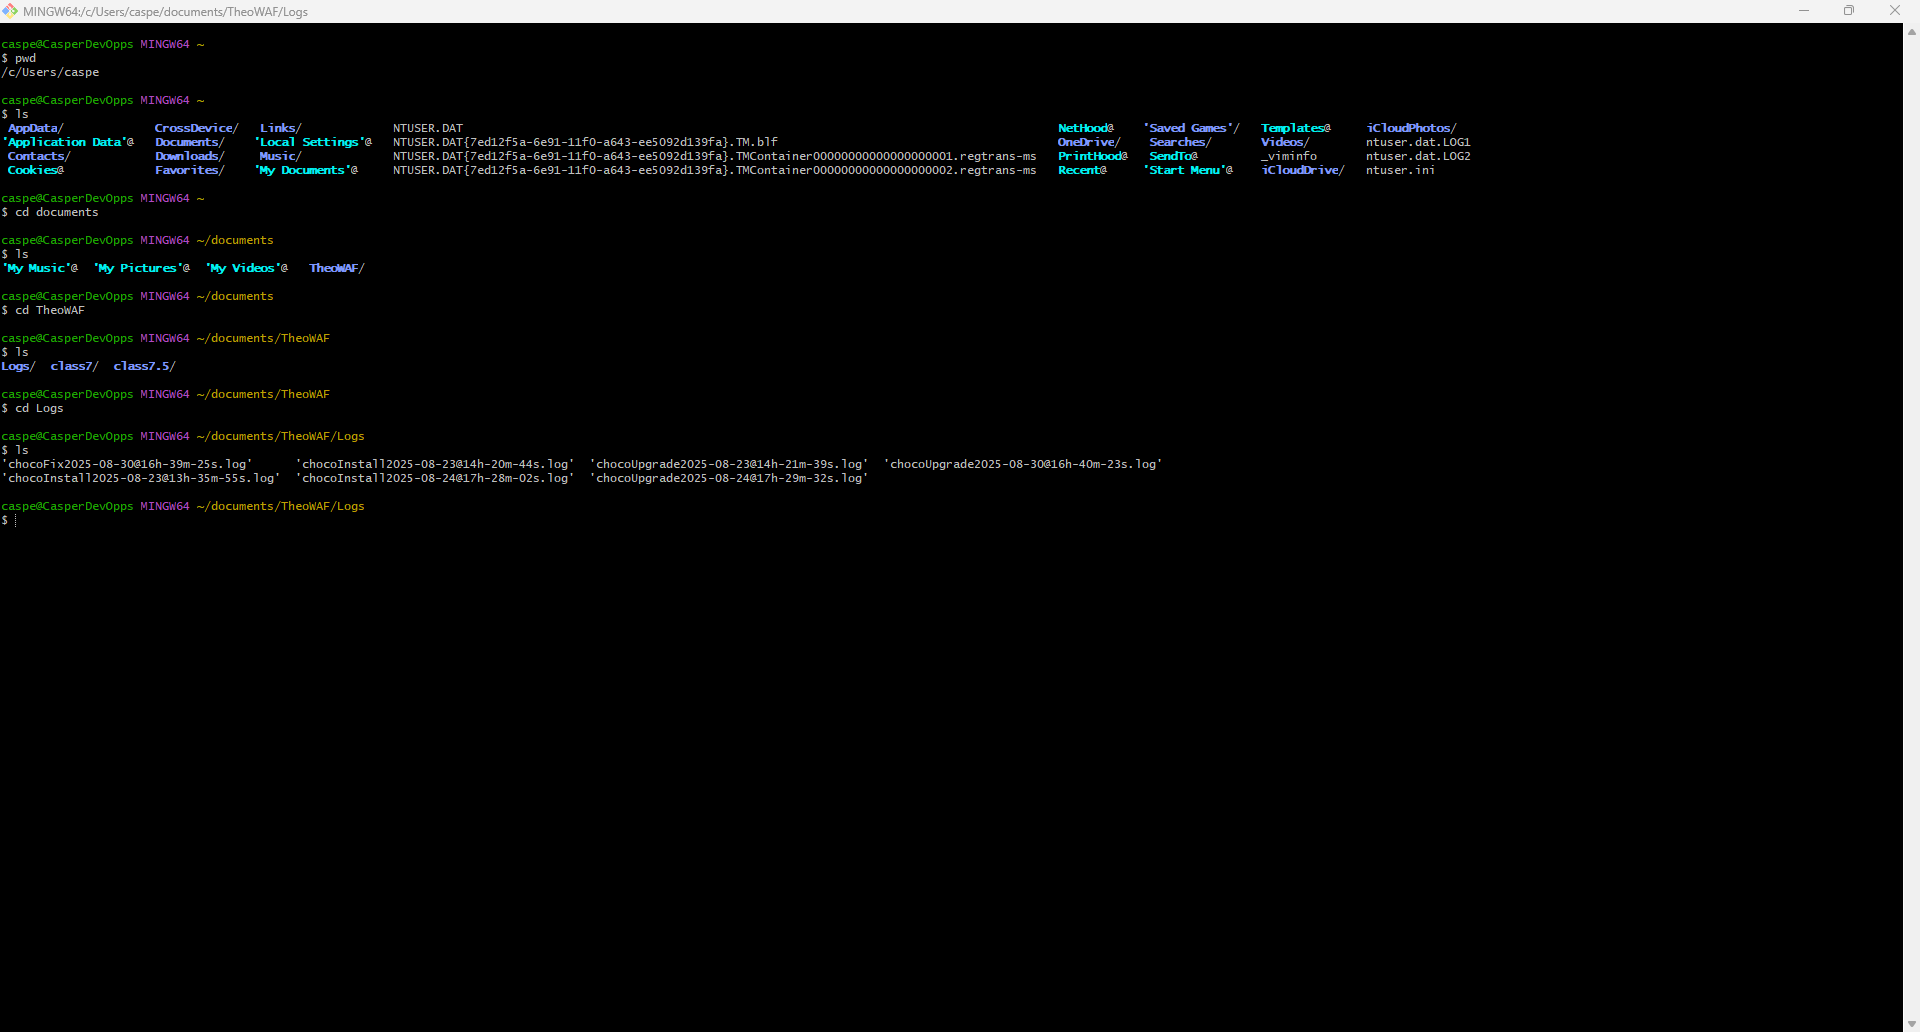 MINGW64:/c/Users/caspe/documents/TheoWAF/Logs
caspe@CasperDevOpps MINGW64 ~
$ pwd
/c/Users/caspe
caspe@CasperDevOpps MINGW64 ~
$ ls
AppData/ CrossDevice/ Links/ NTUSER.DAT NetHood@ 'Saved Games'/ Templates@ iCloudPhotos/
'Application Data'@ Documents/ 'Local Settings'@ NTUSER.DAT{7ed12f5a-6e91-11f0-a643-ee5092d139fa}.TM.blf OneDrive/ Searches/ Videos/ ntuser.dat.LOG1
Contacts/ Downloads/ Music/ NTUSER.DAT{7ed12f5a-6e91-11f0-a643-ee5092d139fa}.TMContainer00000000000000000001.regtrans-ms PrintHood@ SendTo@ _viminfo ntuser.dat.LOG2
Cookies@ Favorites/ 'My Documents'@ NTUSER.DAT{7ed12f5a-6e91-11f0-a643-ee5092d139fa}.TMContainer00000000000000000002.regtrans-ms Recent@ 'Start Menu'@ iCloudDrive/ ntuser.ini
caspe@CasperDevOpps MINGW64 ~
$ cd documents
caspe@CasperDevOpps MINGW64 ~/documents
$ ls
'My Music'@ 'My Pictures'@ 'My Videos'@ TheoWAF/
caspe@CasperDevOpps MINGW64 ~/documents
$ cd TheoWAF
caspe@CasperDevOpps MINGW64 ~/documents/TheoWAF
$ ls
Logs/ class7/ class7.5/
caspe@CasperDevOpps MINGW64 ~/documents/TheoWAF
$ cd Logs
caspe@CasperDevOpps MINGW64 ~/documents/TheoWAF/Logs
$ ls
'chocoFix2025-08-30@16h-39m-25s.log' 'chocoInstall2025-08-23@14h-20m-44s.log' 'chocoUpgrade2025-08-23@14h-21m-39s.log' 'chocoUpgrade2025-08-30@16h-40m-23s.log'
'chocoInstall2025-08-23@13h-35m-55s.log' 'chocoInstall2025-08-24@17h-28m-02s.log' 'chocoUpgrade2025-08-24@17h-29m-32s.log'
caspe@CasperDevOpps MINGW64 ~/documents/TheoWAF/Logs
$